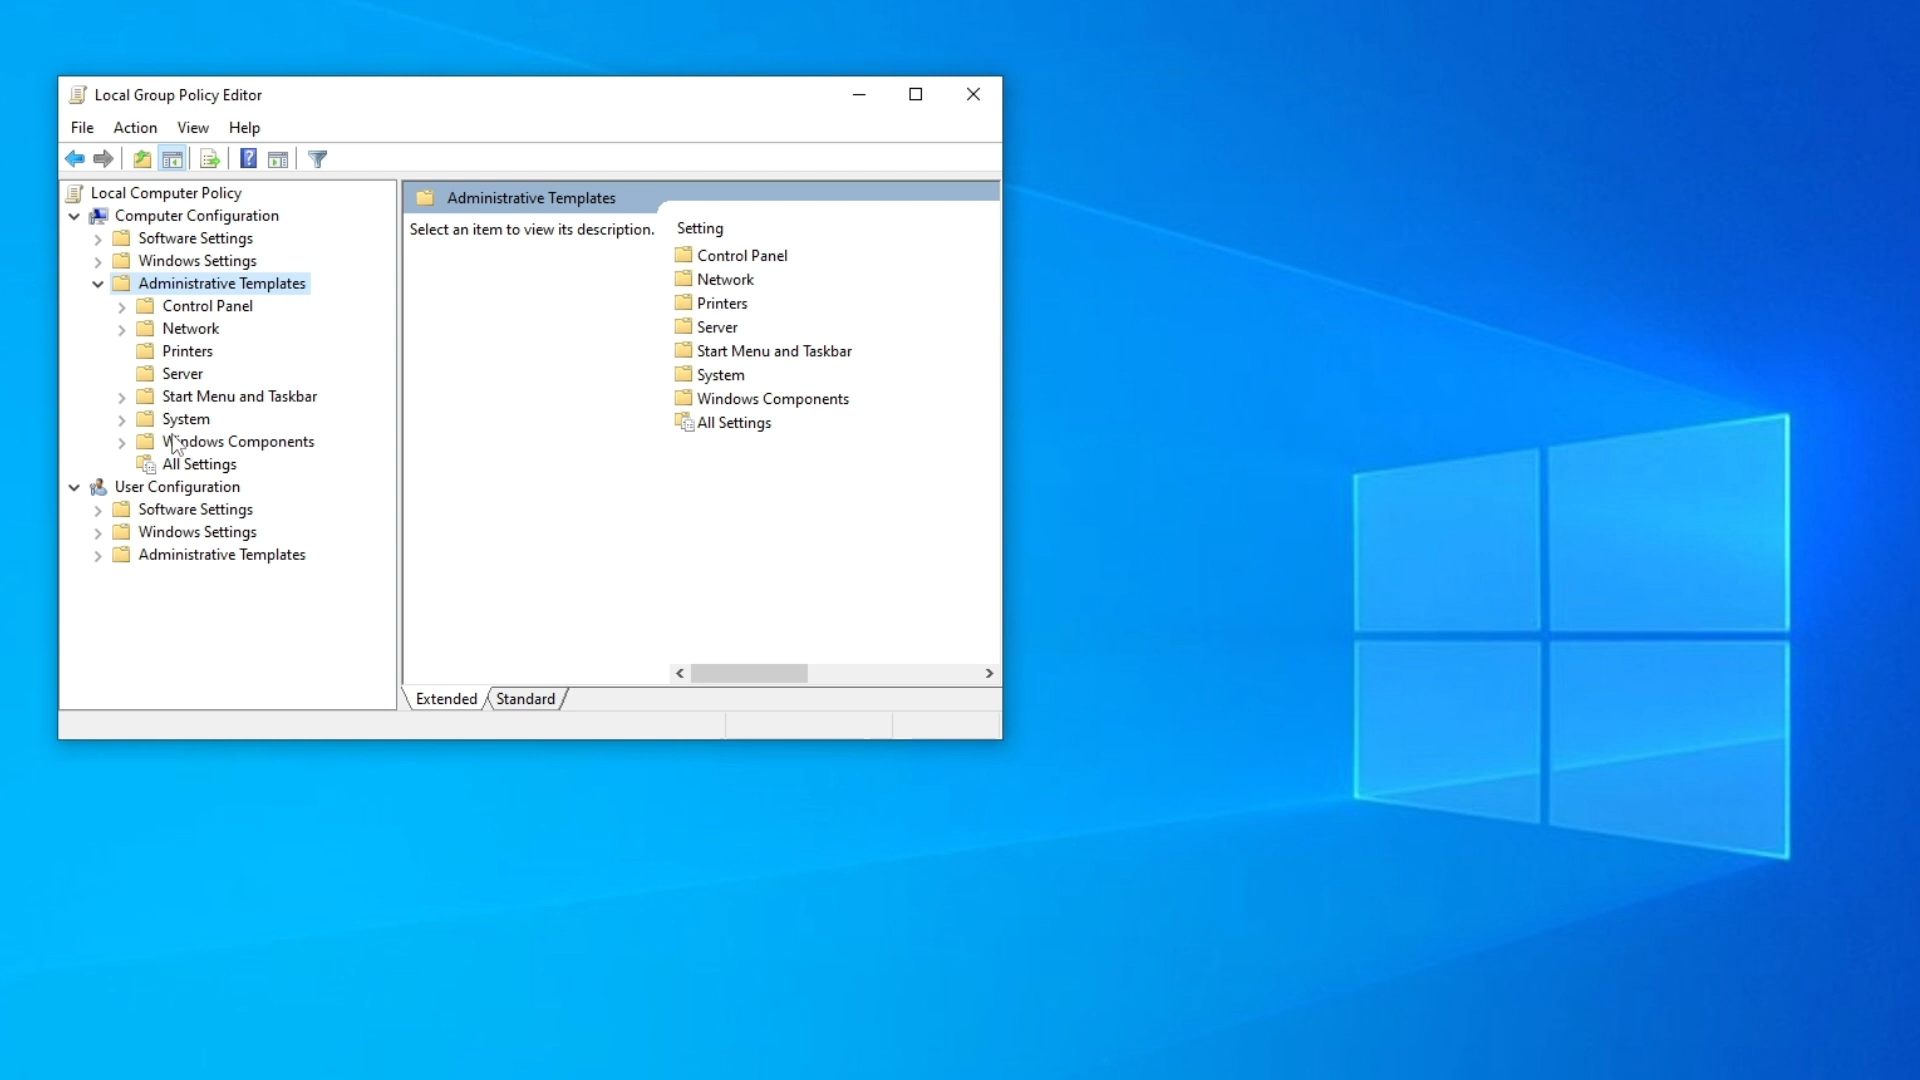 Local Group Policy Editor
File Action View Help
Local Computer Policy
Computer Configuration
Software Settings
Windows Settings
Administrative Templates
Control Panel
Network
Printers
Server
Start Menu and Taskbar
System
Windows Components
All Settings
User Configuration
Software Settings
Windows Settings
Administrative Templates
Administrative Templates
Select an item to view its description.
Setting
Control Panel
Network
Printers
Server
Start Menu and Taskbar
System
Windows Components
All Settings
Extended Standard